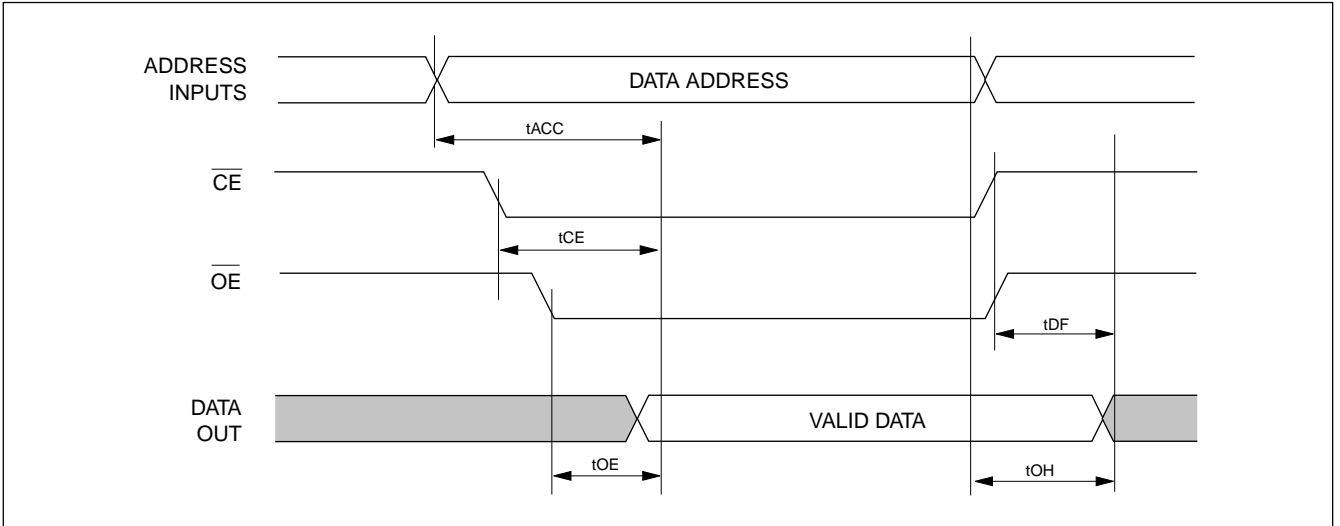 ADDRESS
INPUTS
DATA ADDRESS
tACC
CE
tCE
OE
tDF
DATA
OUT
VALID DATA
tOE
tOH